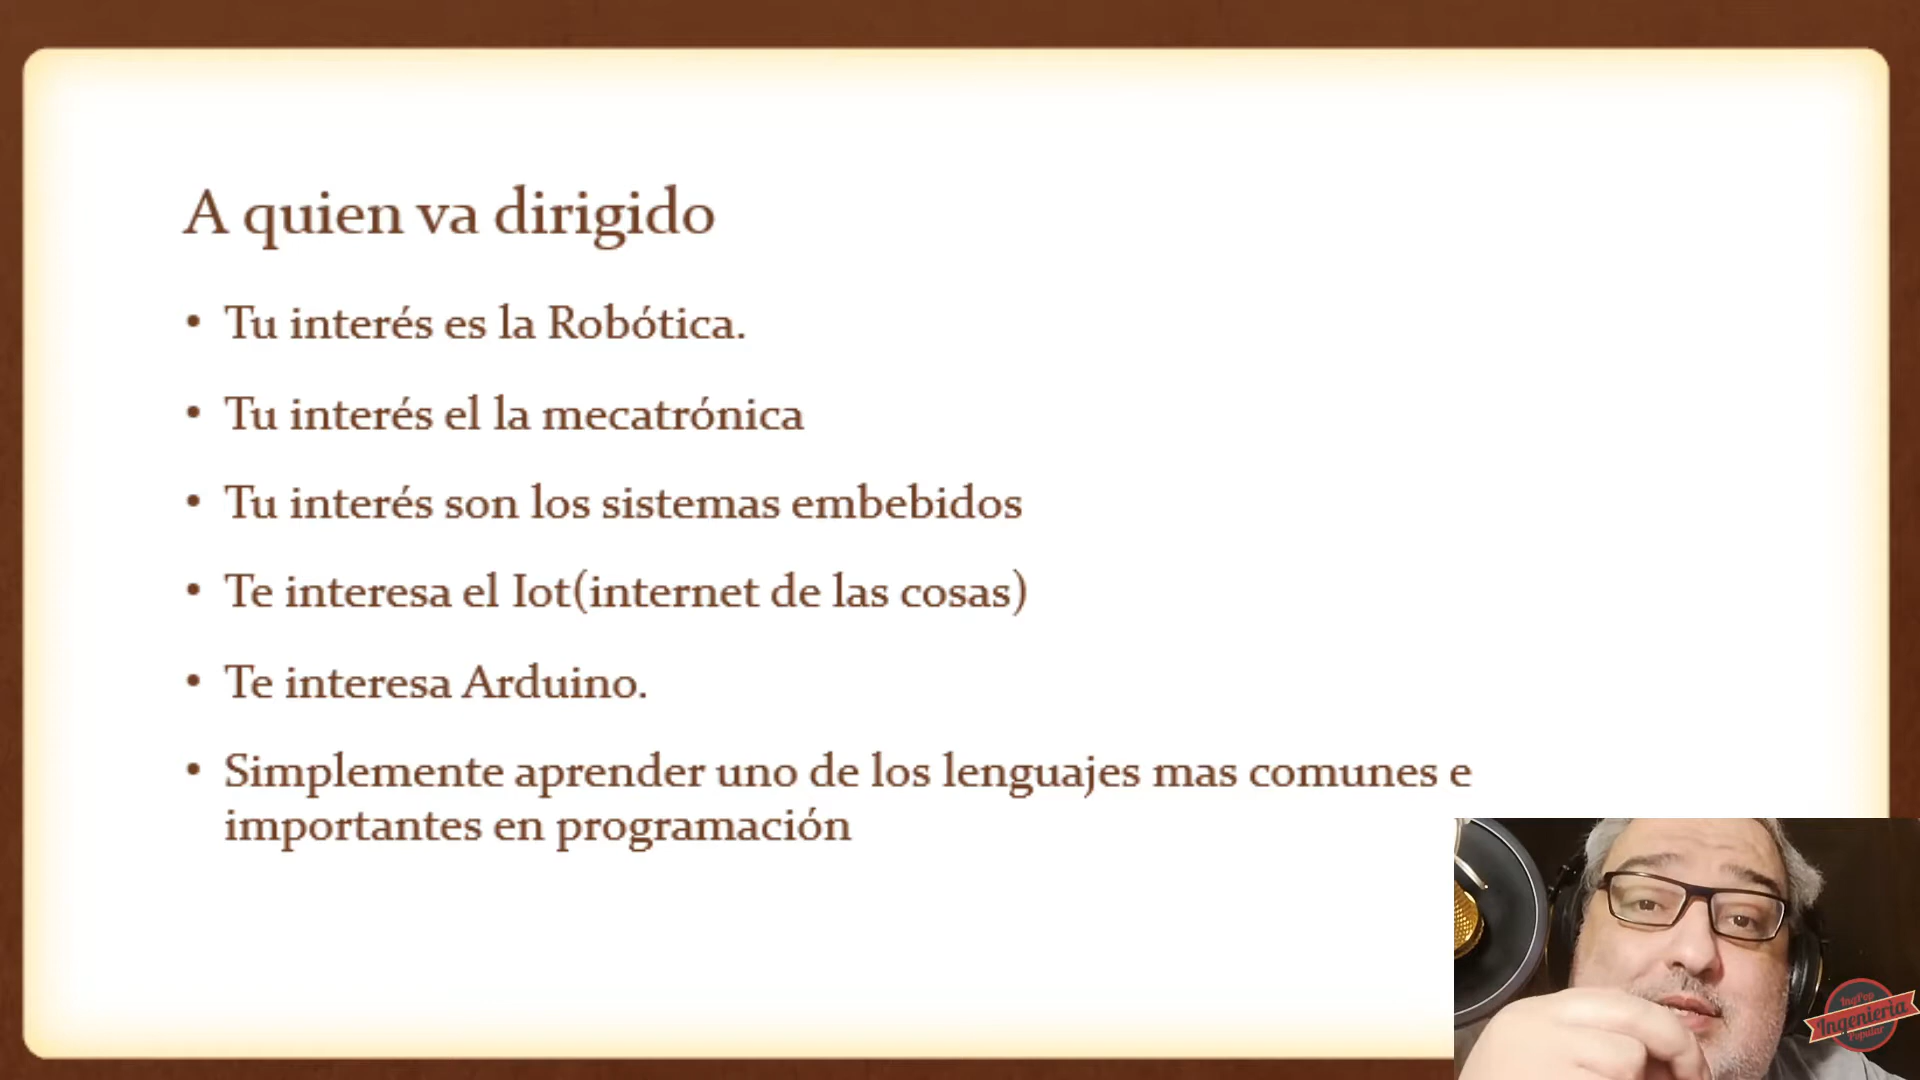 A quien va dirigido
• Tu interés es la Robótica.
• Tu interés el la mecatrónica
• Tu interés son los sistemas embebidos
• Te interesa el Iot(internet de las cosas)
• Te interesa Arduino.
• Simplemente aprender uno de los lenguajes mas comunes e
importantes en programación
IngPop
Ingeniería
Popular